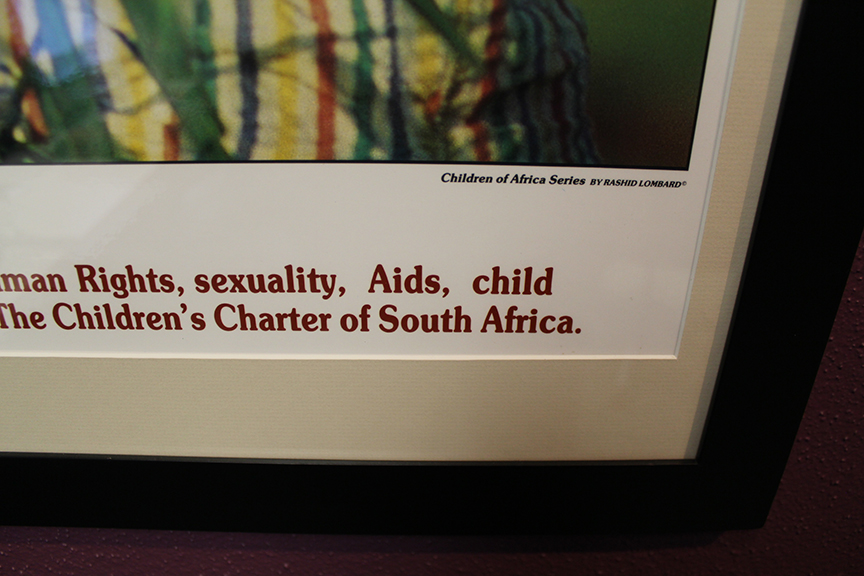 Children of Africa Series BY RASHID LOMBARD©
man Rights, sexuality, Aids, child
The Children's Charter of South Africa.